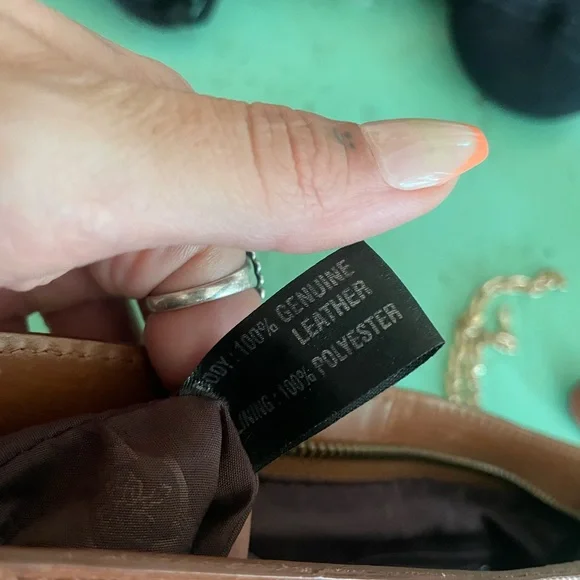 BODY : 100% GENUINE
LEATHER
LINING : 100% POLYESTER